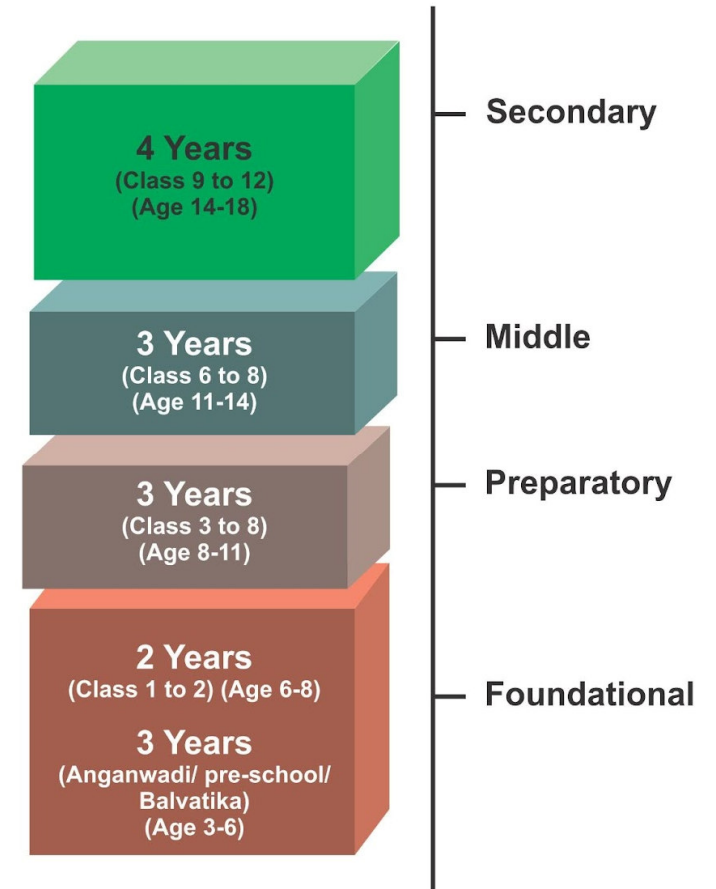 4 Years
(Class 9 to 12)
(Age 14-18)
Secondary
3 Years
(Class 6 to 8)
(Age 11-14)
Middle
3 Years
(Class 3 to 8)
(Age 8-11)
Preparatory
2 Years
(Class 1 to 2) (Age 6-8)
3 Years
(Anganwadi/ pre-school/
Balvatika)
(Age 3-6)
Foundational